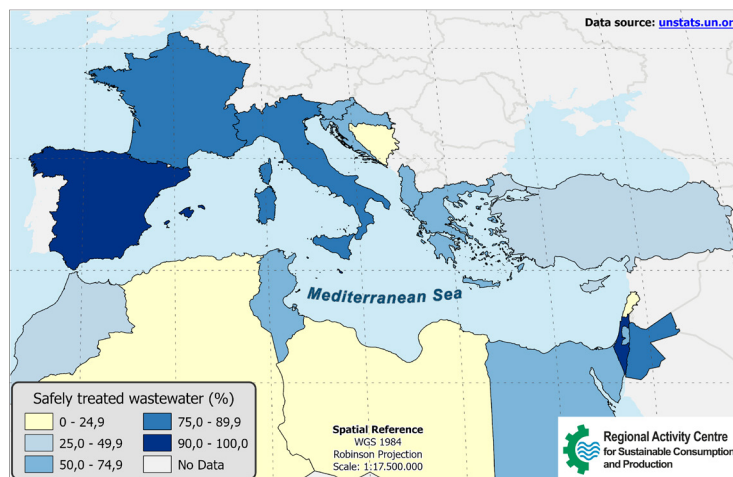 Data source: unstats.un.or
Mediterranean Sea
Safely treated wastewater (%)
0 - 24,9
25,0 - 49,9
50,0 - 74,9
75,0 - 89,9
90,0 - 100,0
No Data
Spatial Reference
WGS 1984
Robinson Projection
Scale: 1:17.500.000
Regional Activity Centre
for Sustainable Consumption
and Production